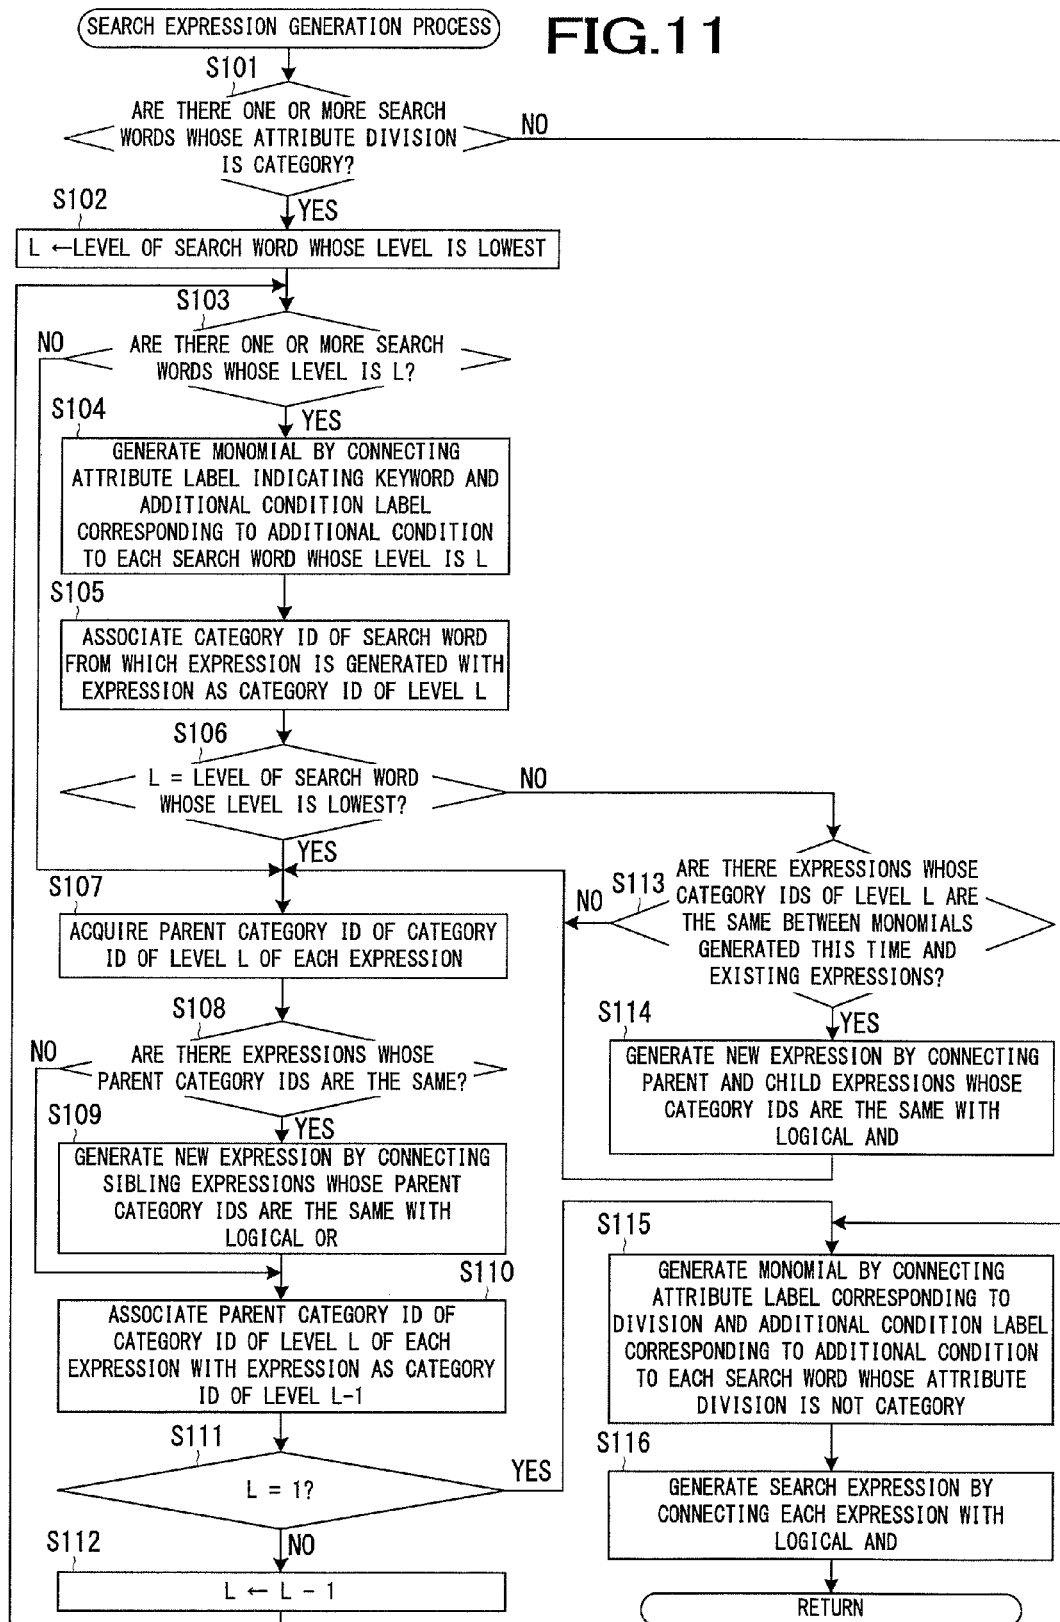 SEARCH EXPRESSION GENERATION PROCESS
FIG.11
S101
ARE THERE ONE OR MORE SEARCH
WORDS WHOSE ATTRIBUTE DIVISION
IS CATEGORY?
NO
YES
S102
L ←LEVEL OF SEARCH WORD WHOSE LEVEL IS LOWEST
S103
ARE THERE ONE OR MORE SEARCH
WORDS WHOSE LEVEL IS L?
NO
YES
S104
GENERATE MONOMIAL BY CONNECTING
ATTRIBUTE LABEL INDICATING KEYWORD AND
ADDITIONAL CONDITION LABEL
CORRESPONDING TO ADDITIONAL CONDITION
TO EACH SEARCH WORD WHOSE LEVEL IS L
S105
ASSOCIATE CATEGORY ID OF SEARCH WORD
FROM WHICH EXPRESSION IS GENERATED WITH
EXPRESSION AS CATEGORY ID OF LEVEL L
S106
L = LEVEL OF SEARCH WORD
WHOSE LEVEL IS LOWEST?
NO
YES
S107
ACQUIRE PARENT CATEGORY ID OF CATEGORY
ID OF LEVEL L OF EACH EXPRESSION
S108
ARE THERE EXPRESSIONS WHOSE
PARENT CATEGORY IDS ARE THE SAME?
NO
YES
S109
GENERATE NEW EXPRESSION BY CONNECTING
SIBLING EXPRESSIONS WHOSE PARENT
CATEGORY IDS ARE THE SAME WITH
LOGICAL OR
S110
ASSOCIATE PARENT CATEGORY ID OF
CATEGORY ID OF LEVEL L OF EACH
EXPRESSION WITH EXPRESSION AS CATEGORY
ID OF LEVEL L-1
S111
L = 1?
YES
NO
S112
L ← L - 1
S113
ARE THERE EXPRESSIONS WHOSE
CATEGORY IDS OF LEVEL L ARE
THE SAME BETWEEN MONOMIALS
GENERATED THIS TIME AND
EXISTING EXPRESSIONS?
NO
YES
S114
GENERATE NEW EXPRESSION BY CONNECTING
PARENT AND CHILD EXPRESSIONS WHOSE
CATEGORY IDS ARE THE SAME WITH
LOGICAL AND
S115
GENERATE MONOMIAL BY CONNECTING
ATTRIBUTE LABEL CORRESPONDING TO
DIVISION AND ADDITIONAL CONDITION LABEL
CORRESPONDING TO ADDITIONAL CONDITION
TO EACH SEARCH WORD WHOSE ATTRIBUTE
DIVISION IS NOT CATEGORY
S116
GENERATE SEARCH EXPRESSION BY
CONNECTING EACH EXPRESSION WITH
LOGICAL AND
RETURN